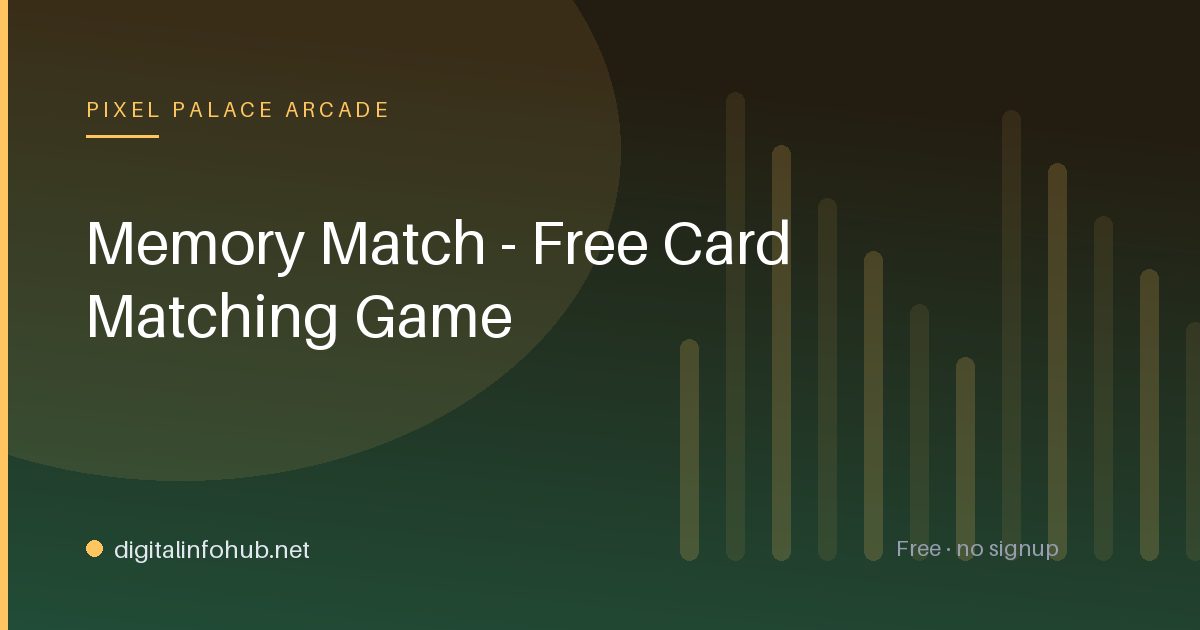 PIXEL PALACE ARCADE
Memory Match - Free Card
Matching Game
digitalinfohub.net
Free · no signup